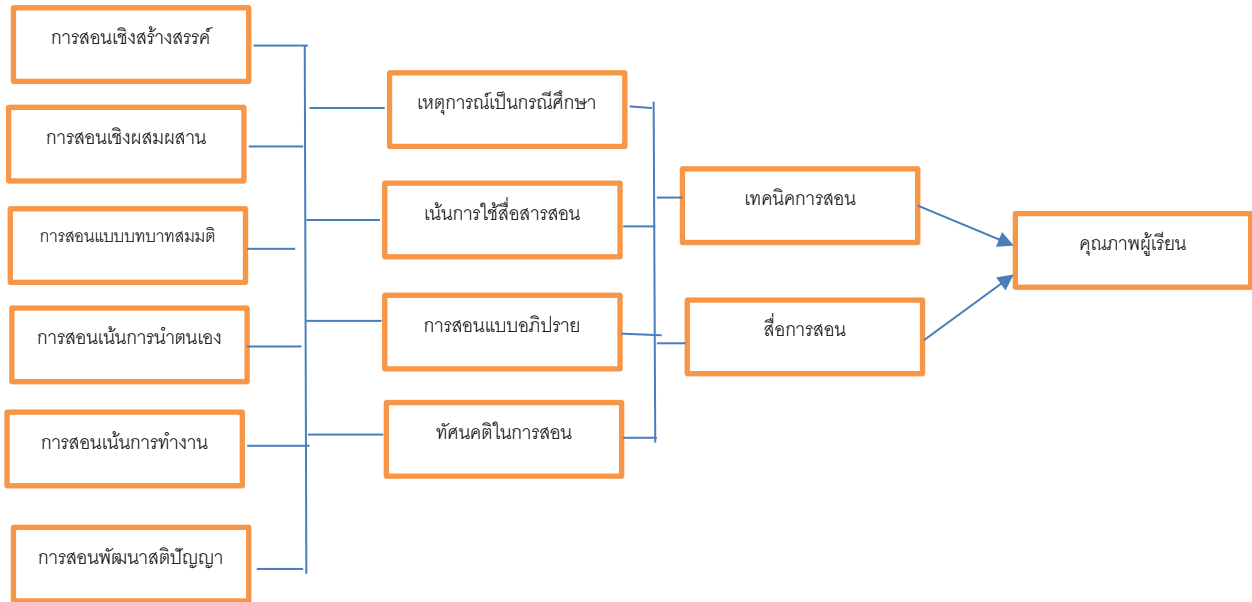 การสอนเชิงสร้างสรรค์
การสอนเชิงผสมผสาน
การสอนแบบบทบาทสมมติ
การสอนเน้นการนำตนเอง
การสอนเน้นการทำงาน
การสอนพัฒนาสติปัญญา
เหตุการณ์เป็นกรณีศึกษา
เน้นการใช้สื่อสารสอน
การสอนแบบอภิปราย
ทัศนคติในการสอน
เทคนิคการสอน
สื่อการสอน
คุณภาพผู้เรียน